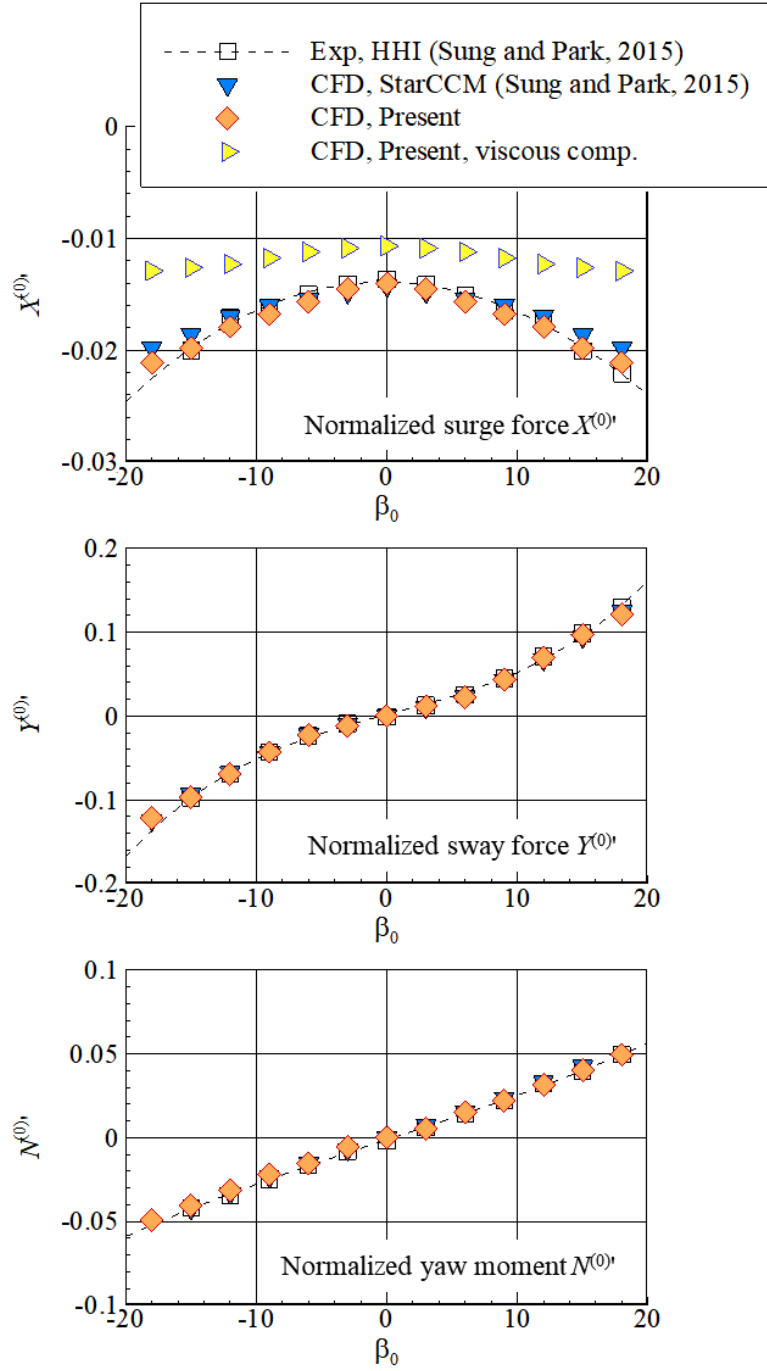 Exp, HHI (Sung and Park, 2015)
CFD, StarCCM (Sung and Park, 2015)
CFD, Present
CFD, Present, viscous comp.
0
-0.01
-0.02
-0.03
X⁽⁰⁾'
Normalized surge force X⁽⁰⁾'
-20 -10 0 10 20
β₀
0.2
0.1
0
-0.1
-0.2
Y⁽⁰⁾'
Normalized sway force Y⁽⁰⁾'
-20 -10 0 10 20
β₀
0.1
0.05
0
-0.05
-0.1
N⁽⁰⁾'
Normalized yaw moment N⁽⁰⁾'
-20 -10 0 10 20
β₀